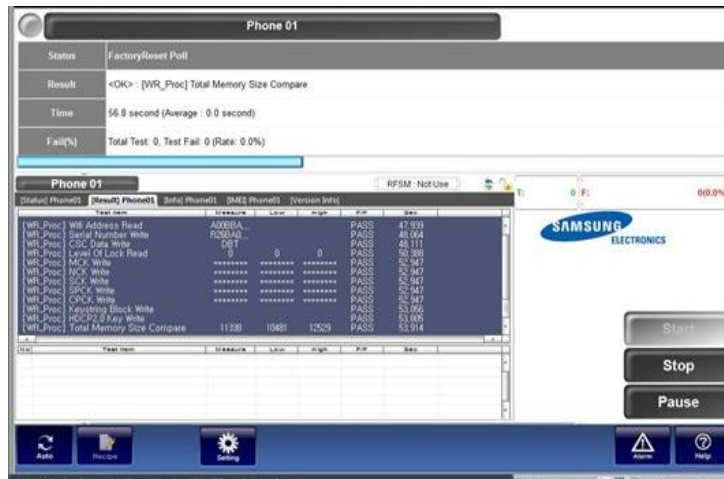 Phone 01
Status FactoryReset Poll
Result <OK> : [WR_Proc] Total Memory Size Compare
Time 56.8 second (Average : 0.0 second)
Fail(%) Total Test: 0, Test Fail: 0 (Rate: 0.0%)
Phone 01 RFSM : Not Use T: 0 F: 0(0.0%
[Status] Phone01 [Result] Phone01 [Info] Phone01 [IMEI] Phone01 [Version Info]
Test Item Measure Low High P/F Sec
[WR_Proc] Wifi Address Read A00BBA... PASS 47,939
[WR_Proc] Serial Number Write PASS 48,064
[WR_Proc] CSC Data Write DBT PASS 48,111
[WR_Proc] Level Of Lock Read 0 0 0 PASS 50,388
[WR_Proc] MCK Write ******** ******** ******** PASS 52,947
[WR_Proc] NCK Write ******** ******** ******** PASS 52,947
[WR_Proc] SCK Write ******** ******** ******** PASS 52,947
[WR_Proc] SPCK Write ******** ******** ******** PASS 52,947
[WR_Proc] CPCK Write ******** ******** ******** PASS 52,947
[WR_Proc] Keystring Block Write PASS 53,056
[WR_Proc] HDCP2.0 Key Write PASS 53,805
[WR_Proc] Total Memory Size Compare 11338 10481 12529 PASS 53,914
No Test Item Measure Low High P/F Sec
SAMSUNG
ELECTRONICS
Start
Stop
Pause
Auto Recipe Setting Alarm Help